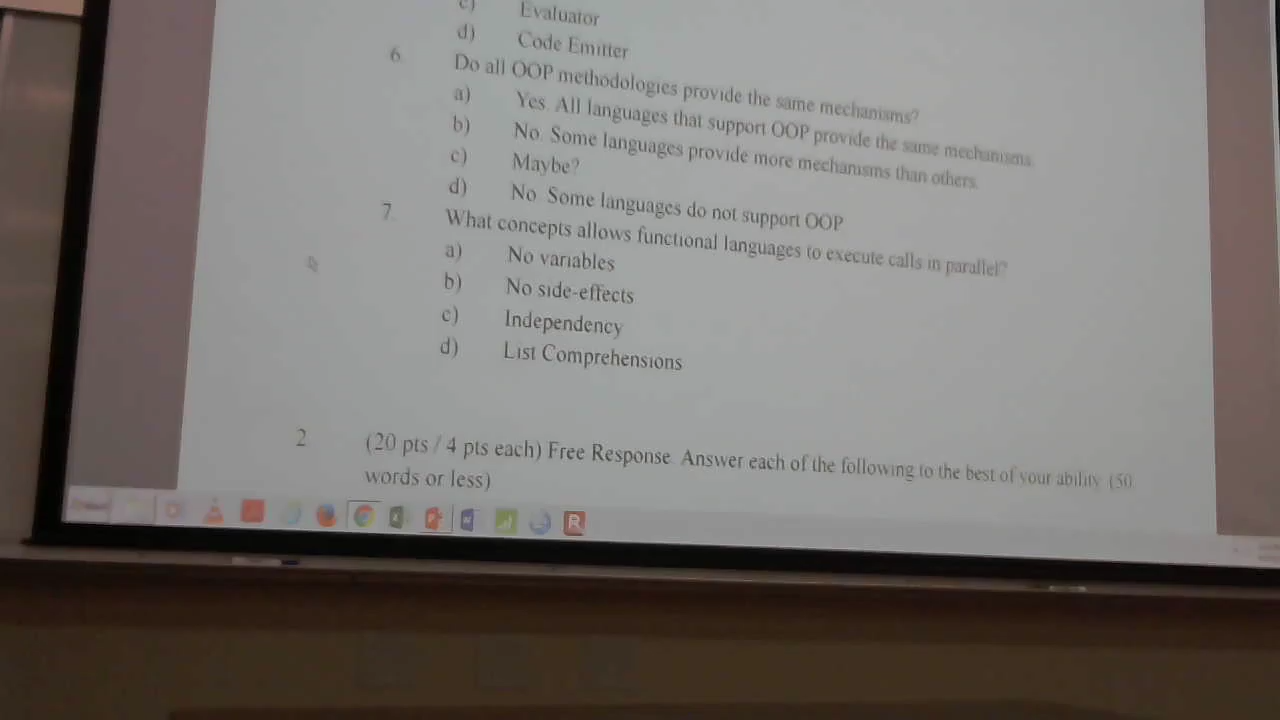 c) Evaluator
d) Code Emitter
6. Do all OOP methodologies provide the same mechanisms?
a) Yes. All languages that support OOP provide the same mechanisms.
b) No. Some languages provide more mechanisms than others.
c) Maybe?
d) No. Some languages do not support OOP
7. What concepts allows functional languages to execute calls in parallel?
a) No variables
b) No side-effects
c) Independency
d) List Comprehensions
2 (20 pts / 4 pts each) Free Response. Answer each of the following to the best of your ability. (50
words or less)
R